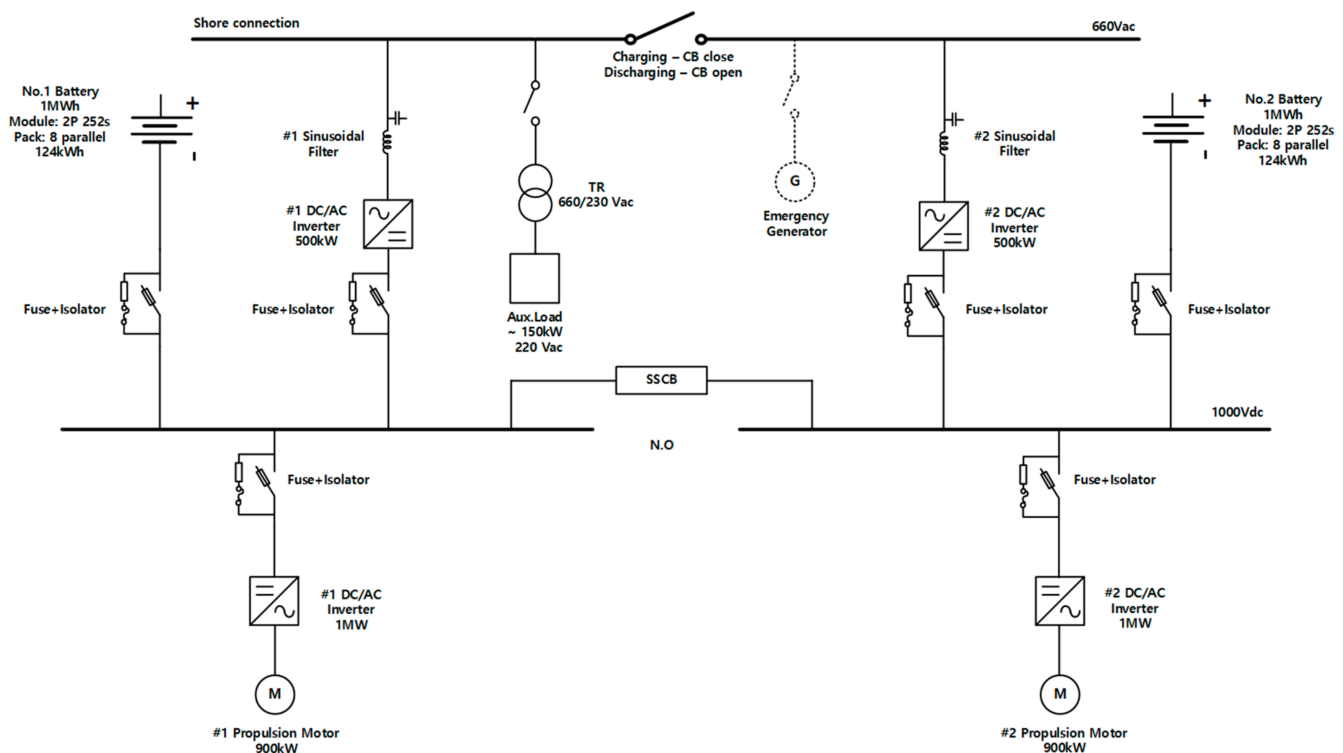 Shore connection
660Vac
Charging – CB close
Discharging – CB open
No.1 Battery
1MWh
Module: 2P 252s
Pack: 8 parallel
124kWh
+
-
#1 Sinusoidal
Filter
#1 DC/AC
Inverter
500kW
TR
660/230 Vac
Aux.Load
~ 150kW
220 Vac
G
Emergency
Generator
#2 Sinusoidal
Filter
#2 DC/AC
Inverter
500kW
+
-
No.2 Battery
1MWh
Module: 2P 252s
Pack: 8 parallel
124kWh
Fuse+Isolator
Fuse+Isolator
Fuse+Isolator
Fuse+Isolator
SSCB
1000Vdc
N.O
Fuse+Isolator
Fuse+Isolator
#1 DC/AC
Inverter
1MW
#2 DC/AC
Inverter
1MW
M
M
#1 Propulsion Motor
900kW
#2 Propulsion Motor
900kW